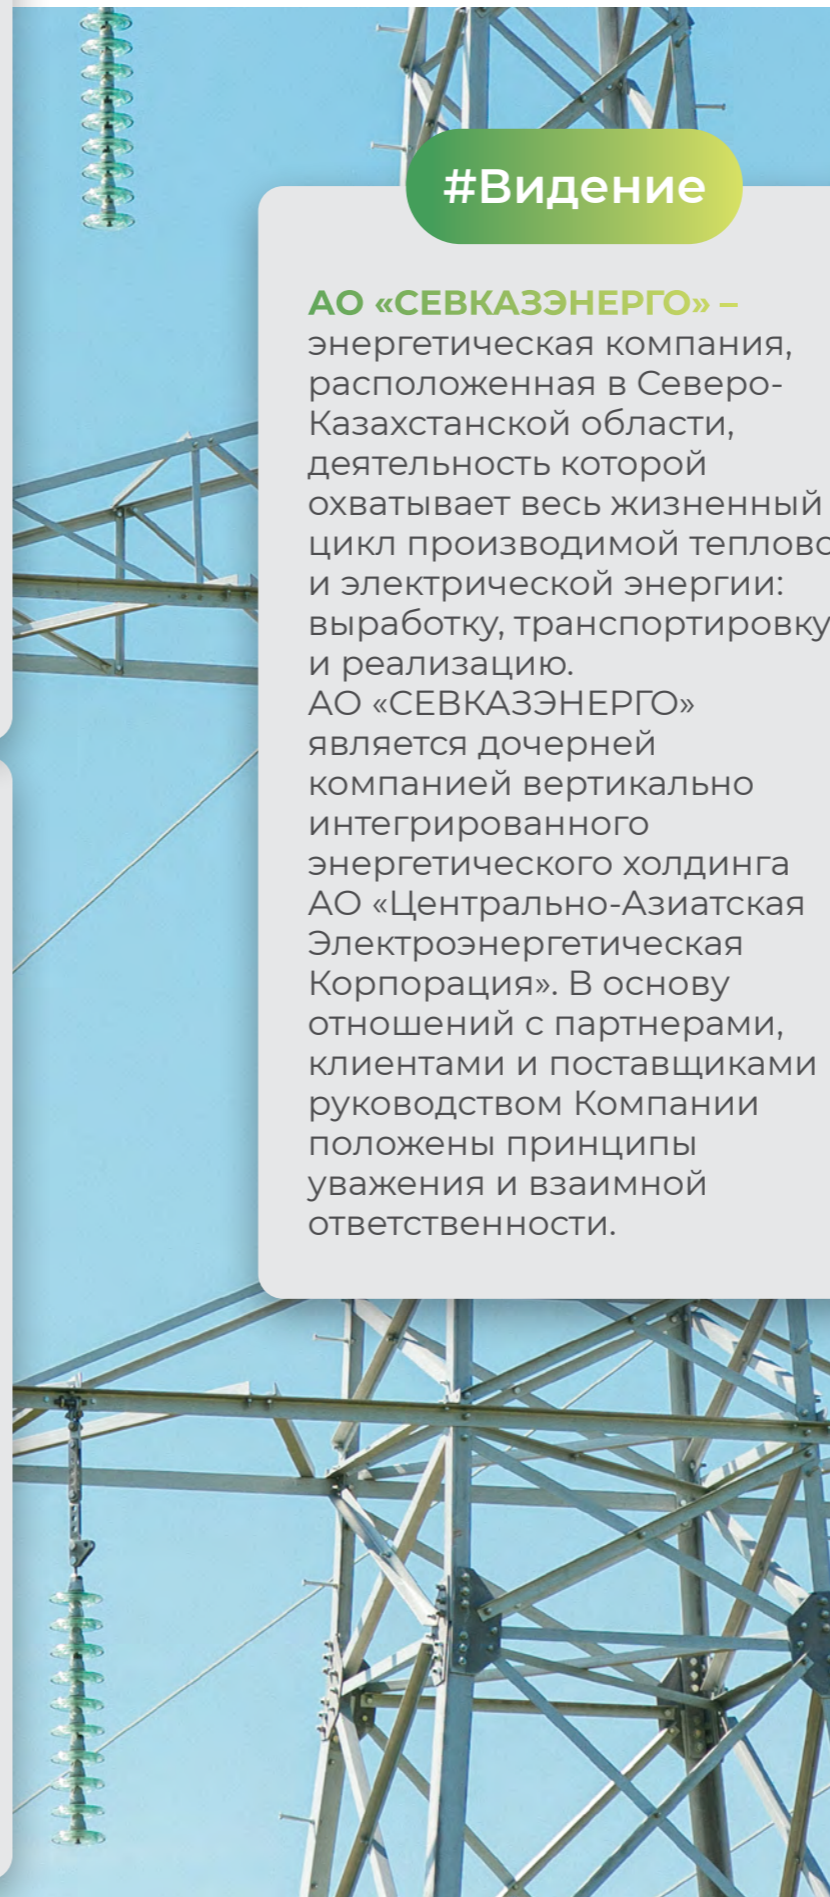 #Видение
АО «СЕВКАЗЭНЕРГО» –
энергетическая компания,
расположенная в Северо-
Казахстанской области,
деятельность которой
охватывает весь жизненный
цикл производимой теплово
и электрической энергии:
выработку, транспортировку
и реализацию.
АО «СЕВКАЗЭНЕРГО»
является дочерней
компанией вертикально
интегрированного
энергетического холдинга
АО «Центрально-Азиатская
Электроэнергетическая
Корпорация». В основу
отношений с партнерами,
клиентами и поставщиками
руководством Компании
положены принципы
уважения и взаимной
ответственности.